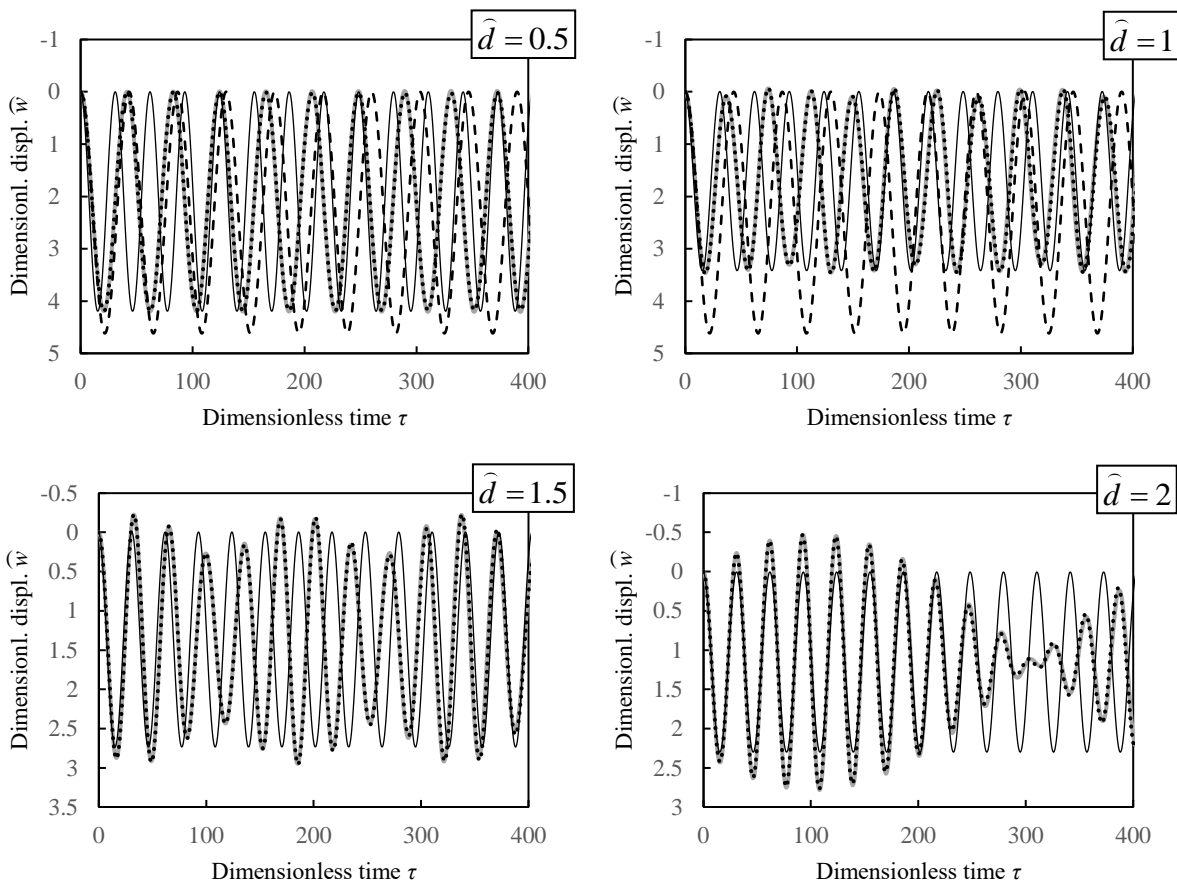 d̂ = 0.5
-1
0
1
2
3
4
5
Dimensionl. displ. ŵ
0 100 200 300 400
Dimensionless time τ
d̂ = 1
-1
0
1
2
3
4
5
Dimensionl. displ. ŵ
0 100 200 300 400
Dimensionless time τ
d̂ = 1.5
-0.5
0
0.5
1
1.5
2
2.5
3
3.5
Dimensionl. displ. ŵ
0 100 200 300 400
Dimensionless time τ
d̂ = 2
-1
-0.5
0
0.5
1
1.5
2
2.5
3
Dimensionl. displ. ŵ
0 100 200 300 400
Dimensionless time τ